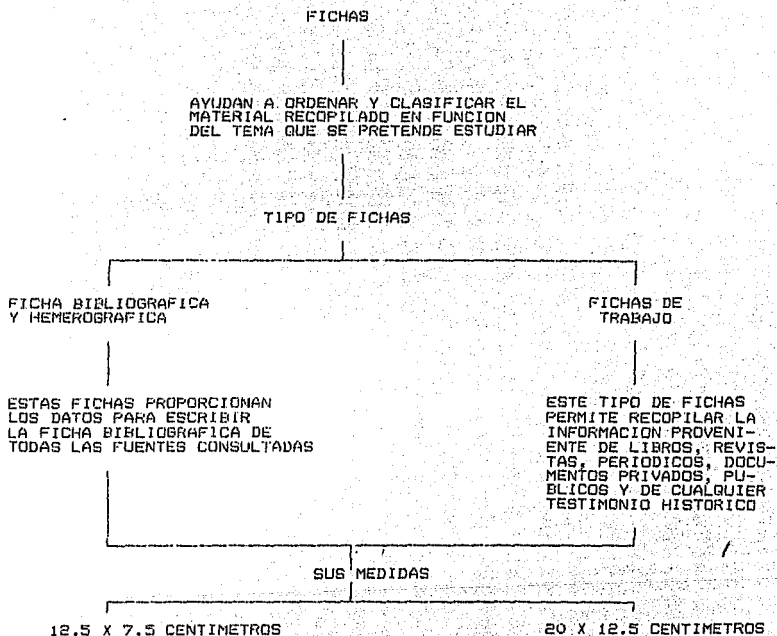 FICHAS
AYUDAN A ORDENAR Y CLASIFICAR EL
MATERIAL RECOPILADO EN FUNCION
DEL TEMA QUE SE PRETENDE ESTUDIAR
TIPO DE FICHAS
FICHA BIBLIOGRAFICA
Y HEMEROGRAFICA
ESTAS FICHAS PROPORCIONAN
LOS DATOS PARA ESCRIBIR
LA FICHA BIBLIOGRAFICA DE
TODAS LAS FUENTES CONSULTADAS
FICHAS DE
TRABAJO
ESTE TIPO DE FICHAS
PERMITE RECOPILAR LA
INFORMACION PROVENI-
ENTE DE LIBROS, REVIS-
TAS, PERIODICOS, DOCU-
MENTOS PRIVADOS, PU-
BLICOS Y DE CUALQUIER
TESTIMONIO HISTORICO
SUS MEDIDAS
12.5 X 7.5 CENTIMETROS
20 X 12.5 CENTIMETROS